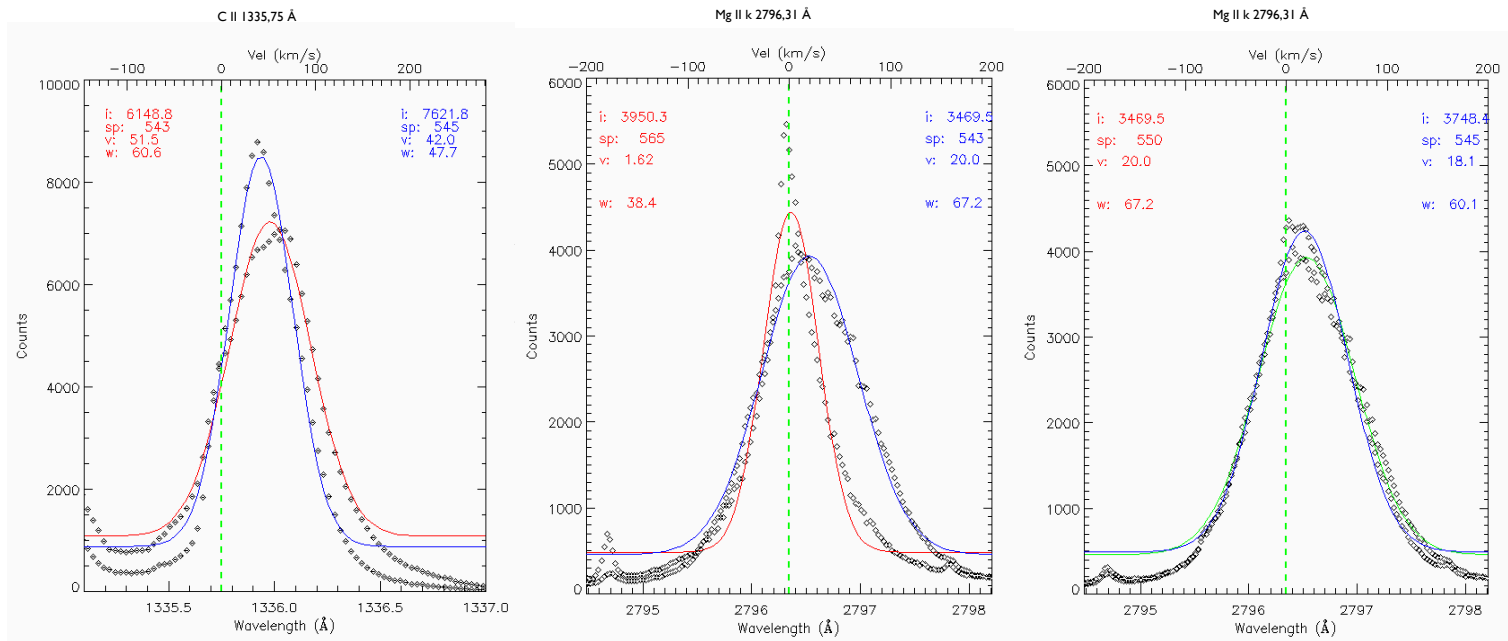 C II 1335,75 Å
Vel (km/s)
-100 0 100 200
10000
8000
6000
4000
2000
0
Counts
i: 6148.8
sp: 543
v: 51.5
w: 60.6
i: 7621.8
sp: 545
v: 42.0
w: 47.7
1335.5 1336.0 1336.5 1337.0
Wavelength (Å)
Mg II k 2796,31 Å
Vel (km/s)
-200 -100 0 100 200
6000
5000
4000
3000
2000
1000
0
Counts
i: 3950.3
sp: 565
v: 1.62
w: 38.4
i: 3469.5
sp: 543
v: 20.0
w: 67.2
2795 2796 2797 2798
Wavelength (Å)
Mg II k 2796,31 Å
Vel (km/s)
-200 -100 0 100 200
6000
5000
4000
3000
2000
1000
0
Counts
i: 3469.5
sp: 550
v: 20.0
w: 67.2
i: 3748.4
sp: 545
v: 18.1
w: 60.1
2795 2796 2797 2798
Wavelength (Å)